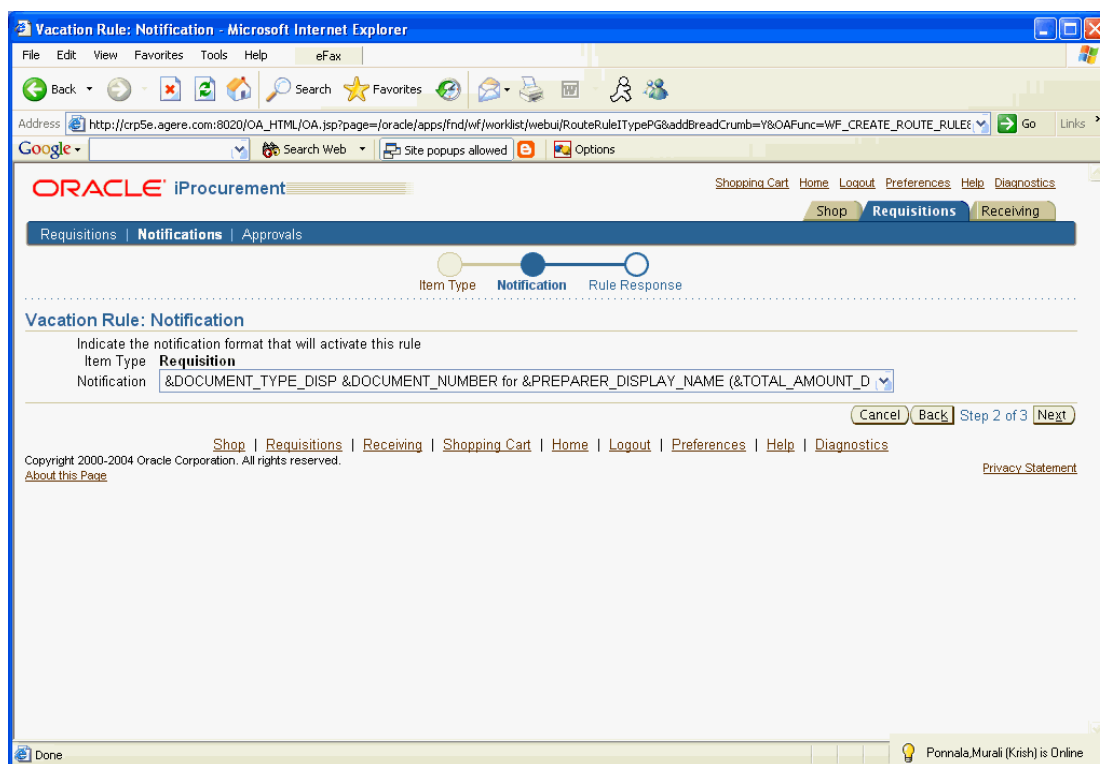 Vacation Rule: Notification - Microsoft Internet Explorer
File Edit View Favorites Tools Help eFax
Back Search Favorites
Address http://crp5e.agere.com:8020/OA_HTML/OA.jsp?page=/oracle/apps/fnd/wf/worklist/webui/RouteRuleITypePG&addBreadCrumb=Y&OAFunc=WF_CREATE_ROUTE_RULE& Go Links
Google Search Web Site popups allowed Options
ORACLE iProcurement
Shopping Cart Home Logout Preferences Help Diagnostics
Shop Requisitions Receiving
Requisitions | Notifications | Approvals
Item Type Notification Rule Response
Vacation Rule: Notification
Indicate the notification format that will activate this rule
Item Type Requisition
Notification &DOCUMENT_TYPE_DISP &DOCUMENT_NUMBER for &PREPARER_DISPLAY_NAME (&TOTAL_AMOUNT_D
Cancel Back Step 2 of 3 Next
Shop | Requisitions | Receiving | Shopping Cart | Home | Logout | Preferences | Help | Diagnostics
Copyright 2000-2004 Oracle Corporation. All rights reserved.
About this Page
Privacy Statement
Done
Ponnala,Murali (Krish) is Online